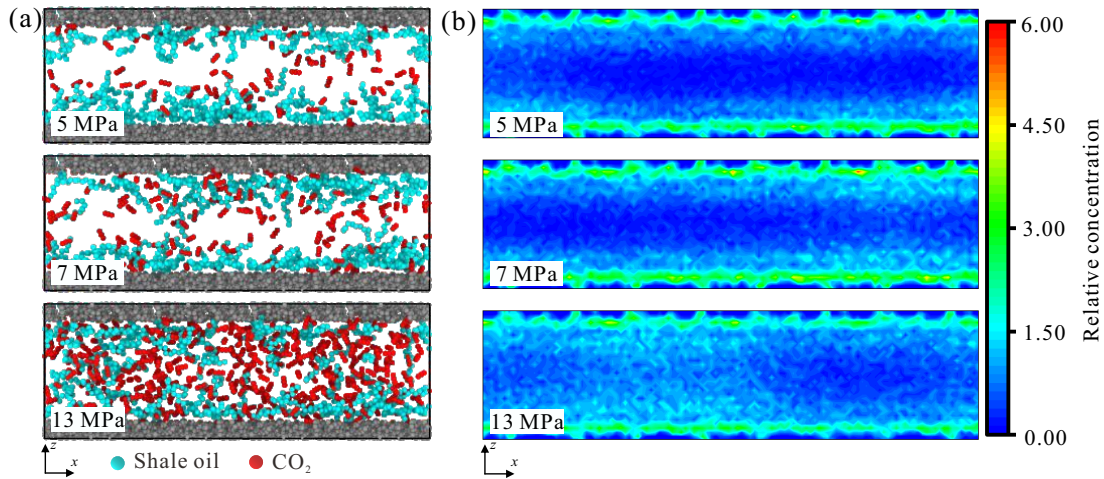 (a)
5 MPa
7 MPa
13 MPa
z
x
Shale oil
CO₂
(b)
5 MPa
7 MPa
13 MPa
z
x
6.00
4.50
3.00
1.50
0.00
Relative concentration